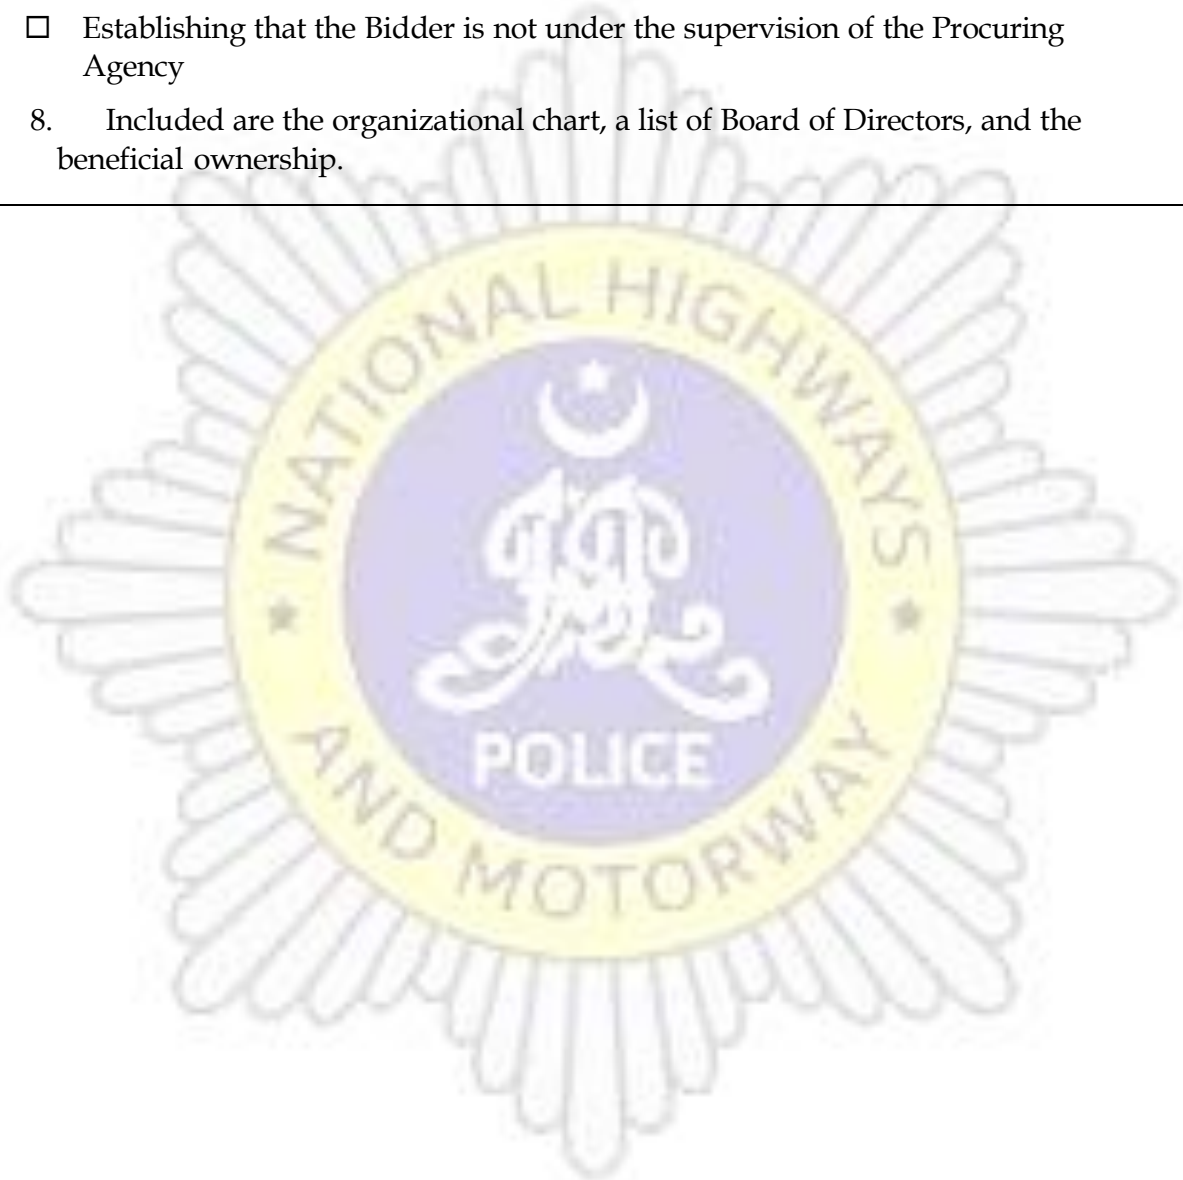 ☐ Establishing that the Bidder is not under the supervision of the Procuring
Agency
8. Included are the organizational chart, a list of Board of Directors, and the
beneficial ownership.
NATIONAL HIGHWAYS
POLICE
AND MOTORWAY